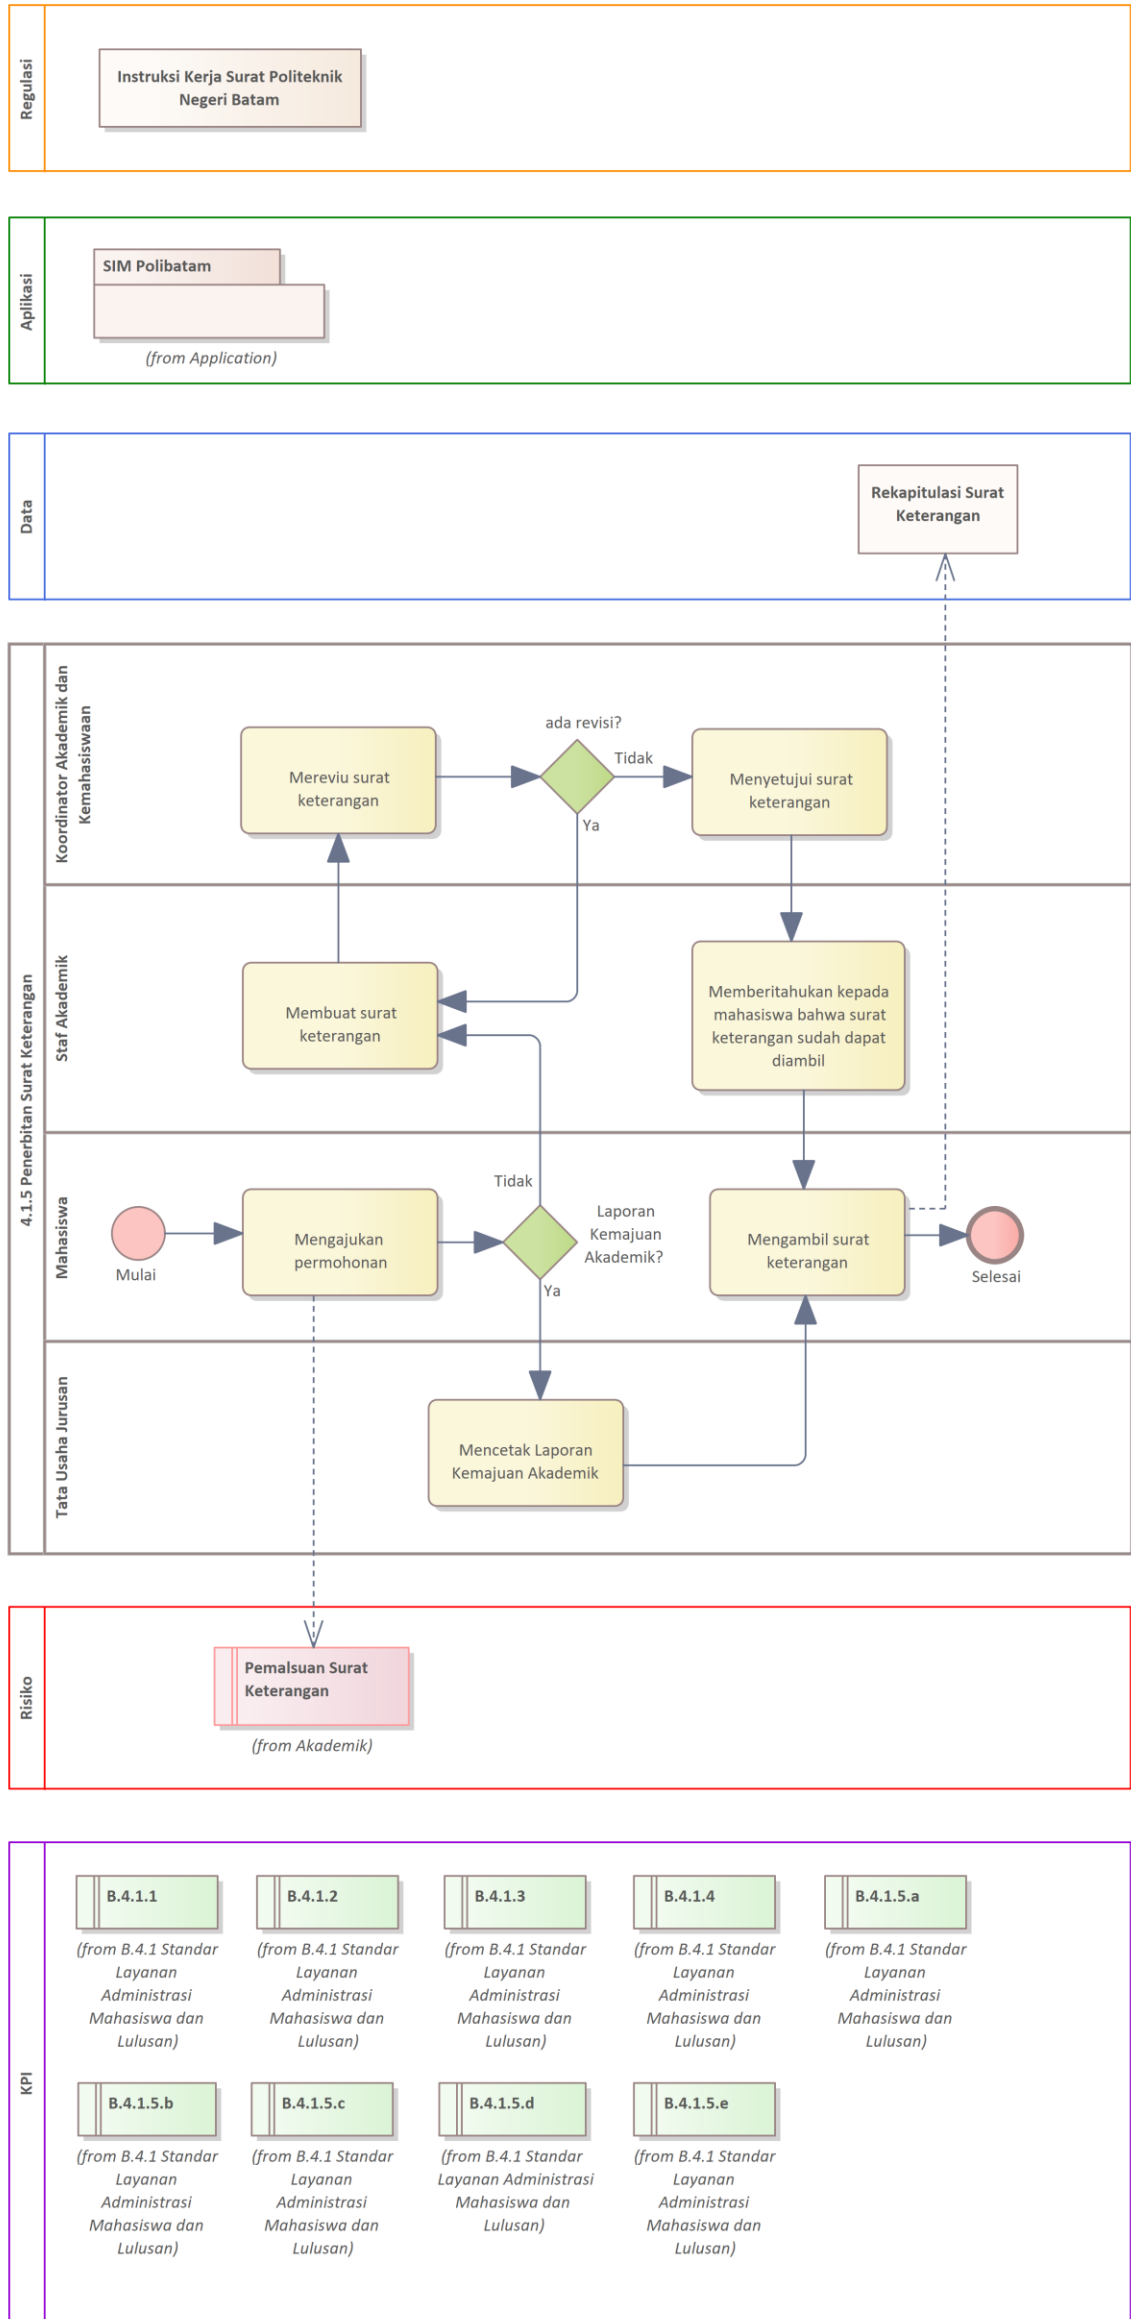 Regulasi
Instruksi Kerja Surat Politeknik
Negeri Batam
Aplikasi
SIM Polibatam
(from Application)
Data
Rekapitulasi Surat
Keterangan
4.1.5 Penerbitan Surat Keterangan
Koordinator Akademik dan
Kemahasiswaan
Mereviu surat
keterangan
ada revisi?
Tidak
Ya
Menyetujui surat
keterangan
Staf Akademik
Membuat surat
keterangan
Memberitahukan kepada
mahasiswa bahwa surat
keterangan sudah dapat
diambil
Mahasiswa
Mulai
Mengajukan
permohonan
Tidak
Laporan
Kemajuan
Akademik?
Ya
Mengambil surat
keterangan
Selesai
Tata Usaha Jurusan
Mencetak Laporan
Kemajuan Akademik
Risiko
Pemalsuan Surat
Keterangan
(from Akademik)
KPI
B.4.1.1
(from B.4.1 Standar
Layanan
Administrasi
Mahasiswa dan
Lulusan)
B.4.1.2
(from B.4.1 Standar
Layanan
Administrasi
Mahasiswa dan
Lulusan)
B.4.1.3
(from B.4.1 Standar
Layanan
Administrasi
Mahasiswa dan
Lulusan)
B.4.1.4
(from B.4.1 Standar
Layanan
Administrasi
Mahasiswa dan
Lulusan)
B.4.1.5.a
(from B.4.1 Standar
Layanan
Administrasi
Mahasiswa dan
Lulusan)
B.4.1.5.b
(from B.4.1 Standar
Layanan
Administrasi
Mahasiswa dan
Lulusan)
B.4.1.5.c
(from B.4.1 Standar
Layanan
Administrasi
Mahasiswa dan
Lulusan)
B.4.1.5.d
(from B.4.1 Standar
Layanan Administrasi
Mahasiswa dan
Lulusan)
B.4.1.5.e
(from B.4.1 Standar
Layanan
Administrasi
Mahasiswa dan
Lulusan)